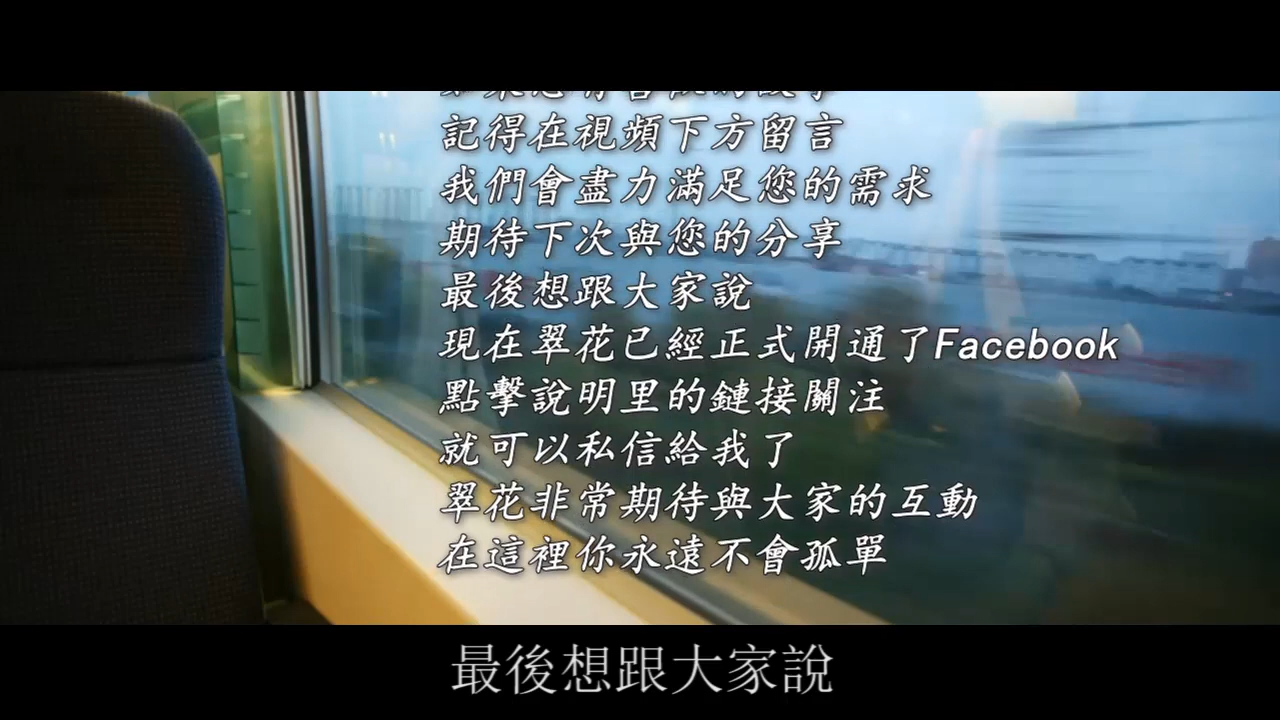 記得在視頻下方留言
我們會盡力滿足您的需求
期待下次與您的分享
最後想跟大家說
現在翠花已經正式開通了Facebook
點擊說明里的鏈接關注
就可以私信給我了
翠花非常期待與大家的互動
在這裡你永遠不會孤單
最後想跟大家說